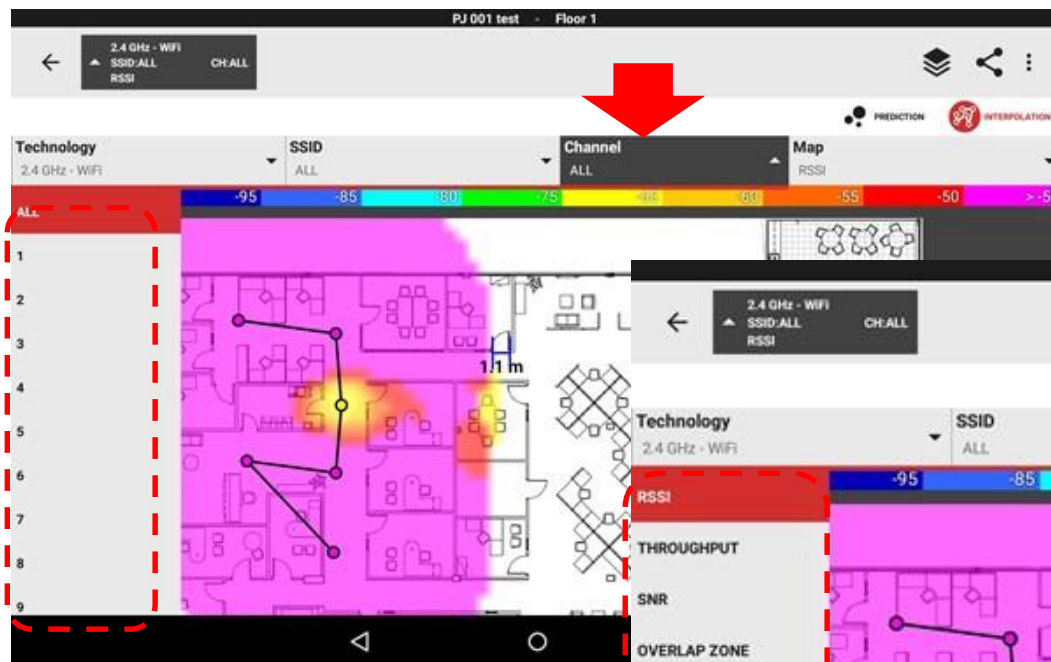 PJ 001 test - Floor 1
2.4 GHz - WiFi
SSID:ALL CH:ALL
RSSI
PREDICTION INTERPOLATION
Technology
2.4 GHz - WiFi
SSID
ALL
Channel
ALL
Map
RSSI
-95 -85 -80 -75 -65 -60 -55 -50 > -5
ALL
1
2
3
4
5
6
7
8
9
1.1 m
2.4 GHz - WiFi
SSID:ALL CH:ALL
RSSI
Technology
2.4 GHz - WiFi
SSID
ALL
-95 -85
RSSI
THROUGHPUT
SNR
OVERLAP ZONE